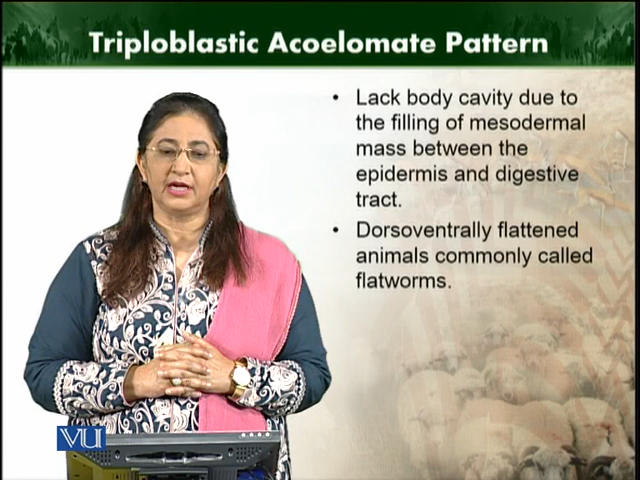 Triploblastic Acoelomate Pattern
• Lack body cavity due to
the filling of mesodermal
mass between the
epidermis and digestive
tract.
• Dorsoventrally flattened
animals commonly called
flatworms.
VU